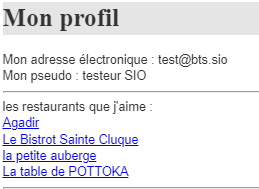 Mon profil
Mon adresse électronique : test@bts.sio
Mon pseudo : testeur SIO
les restaurants que j'aime :
Agadir
Le Bistrot Sainte Cluque
la petite auberge
La table de POTTOKA